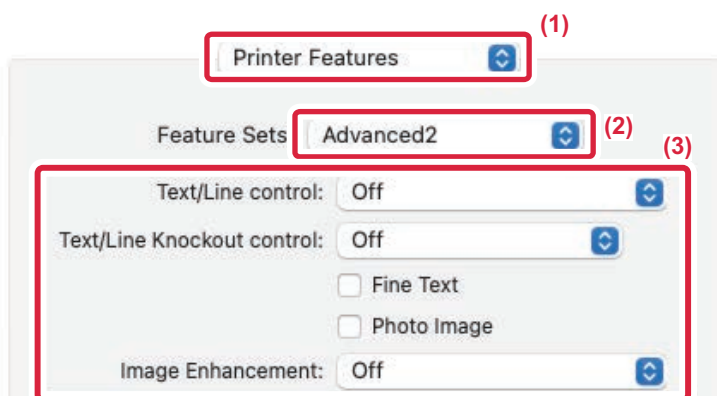 (1)
Printer Features
Feature Sets Advanced2 (2)
(3)
Text/Line control: Off
Text/Line Knockout control: Off
Fine Text
Photo Image
Image Enhancement: Off